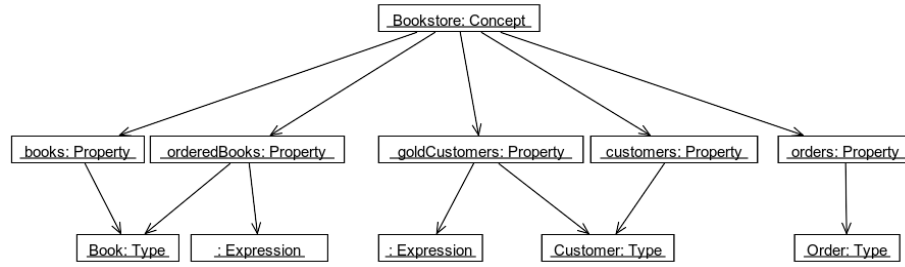 Bookstore: Concept
books: Property
orderedBooks: Property
goldCustomers: Property
customers: Property
orders: Property
Book: Type
: Expression
: Expression
Customer: Type
Order: Type